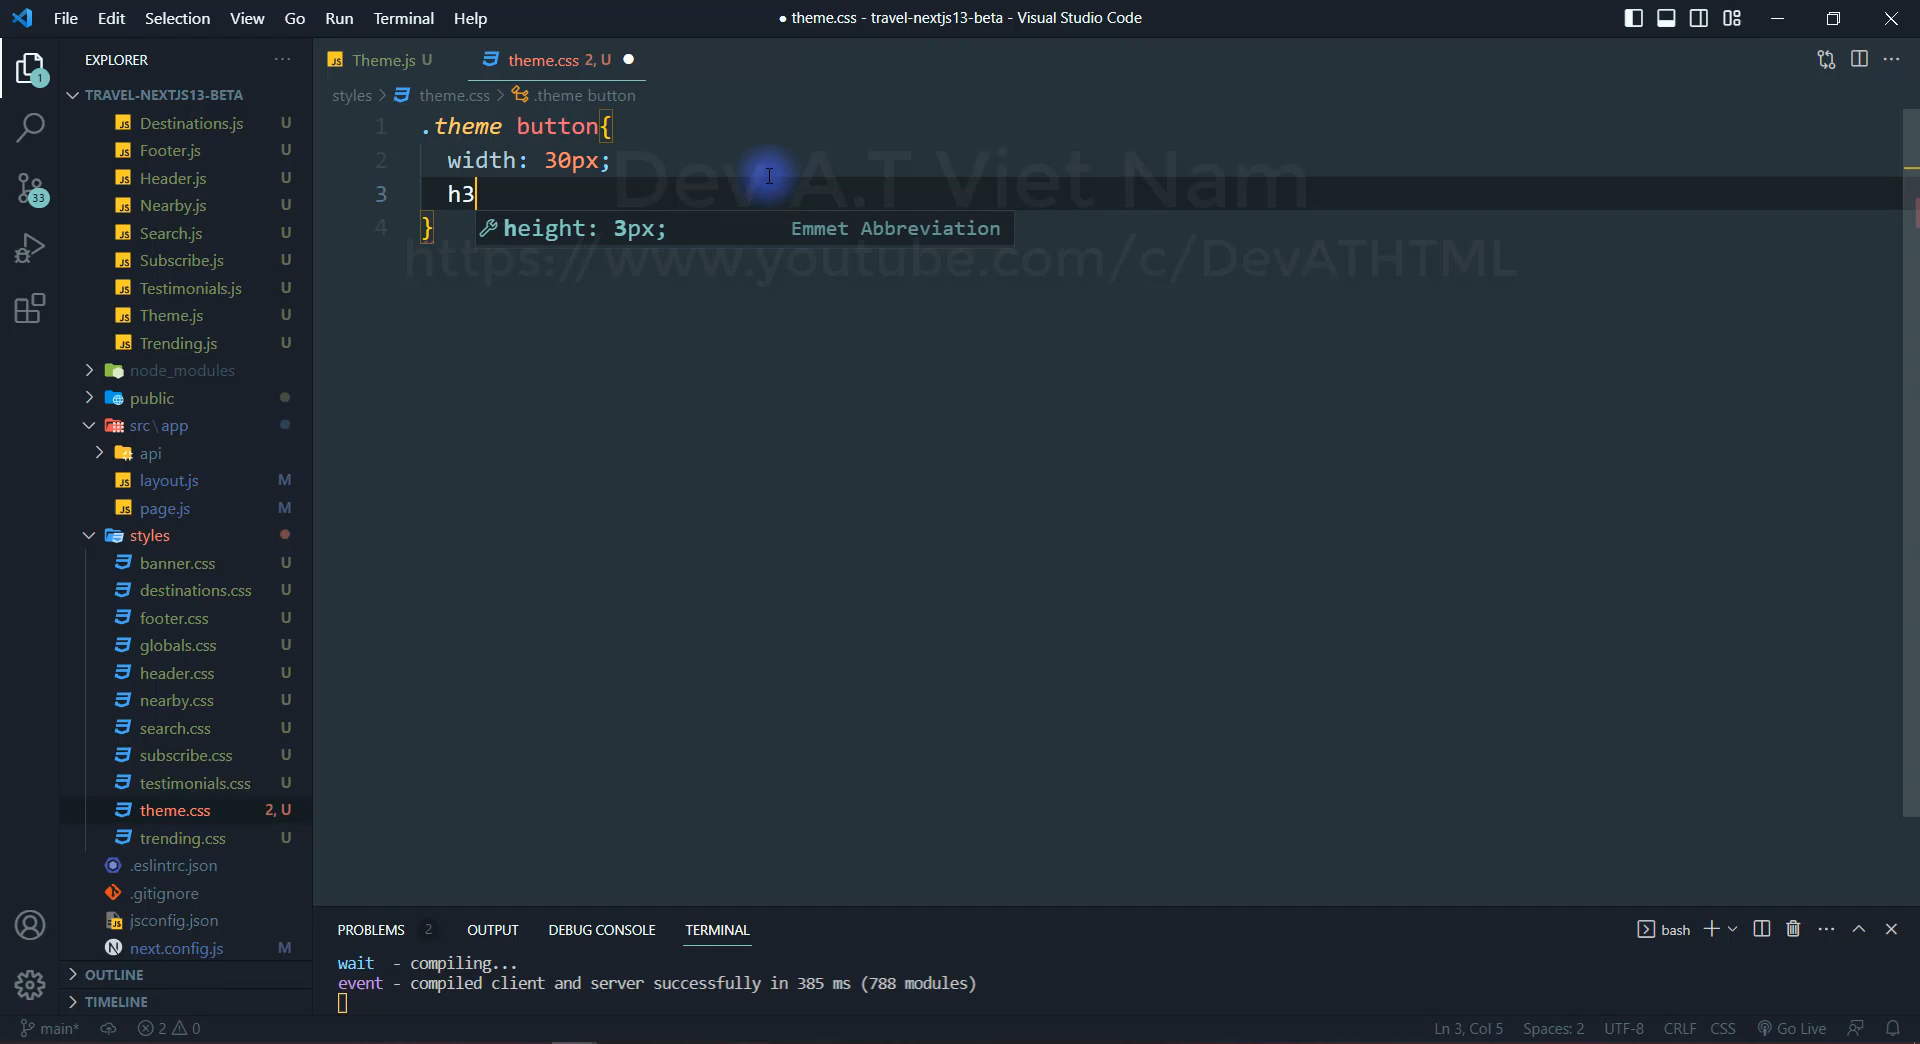 File Edit Selection View Go Run Terminal Help
● theme.css - travel-nextjs13-beta - Visual Studio Code
EXPLORER
TRAVEL-NEXTJS13-BETA
Destinations.js U
Footer.js U
Header.js U
Nearby.js U
Search.js U
Subscribe.js U
Testimonials.js U
Theme.js U
Trending.js U
node_modules
public
src\app
api
layout.js M
page.js M
styles
banner.css U
destinations.css U
footer.css U
globals.css U
header.css U
nearby.css U
search.css U
subscribe.css U
testimonials.css U
theme.css 2, U
trending.css U
.eslintrc.json
.gitignore
jsconfig.json
next.config.js M
OUTLINE
TIMELINE
1
33
Theme.js U
theme.css 2, U
styles > theme.css > .theme button
1 .theme button{
2 width: 30px;
3 h3
4 }
height: 3px; Emmet Abbreviation
Dev A.T Viet Nam
https://www.youtube.com/c/DevATHTML
PROBLEMS 2 OUTPUT DEBUG CONSOLE TERMINAL
bash
wait - compiling...
event - compiled client and server successfully in 385 ms (788 modules)
main* 2 0
Ln 3, Col 5 Spaces: 2 UTF-8 CRLF CSS Go Live